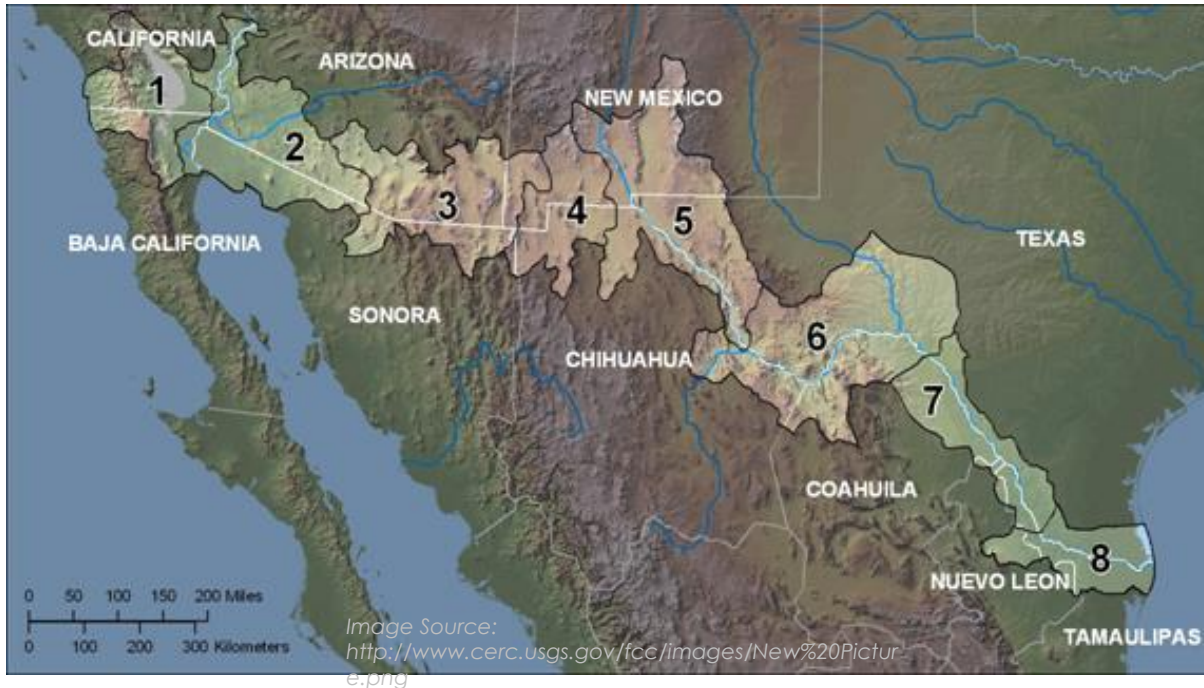 CALIFORNIA
ARIZONA
NEW MEXICO
1
2
3
4
5
TEXAS
BAJA CALIFORNIA
SONORA
CHIHUAHUA
6
7
COAHUILA
8
NUEVO LEON
TAMAULIPAS
0 50 100 150 200 Miles
0 100 200 300 Kilometers
Image Source:
http://www.cerc.usgs.gov/fcc/images/New%20Pictur
e.png